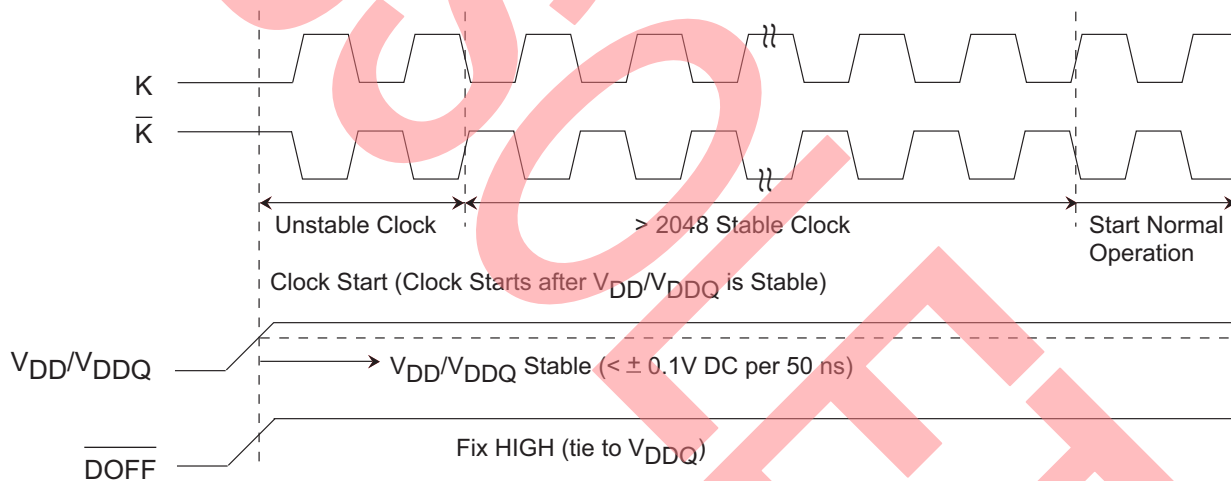 K
K̅
Unstable Clock
> 2048 Stable Clock
Start Normal
Operation
Clock Start (Clock Starts after VDD/VDDQ is Stable)
VDD/VDDQ
VDD/VDDQ Stable (< ± 0.1V DC per 50 ns)
D̅O̅F̅F̅
Fix HIGH (tie to VDDQ)